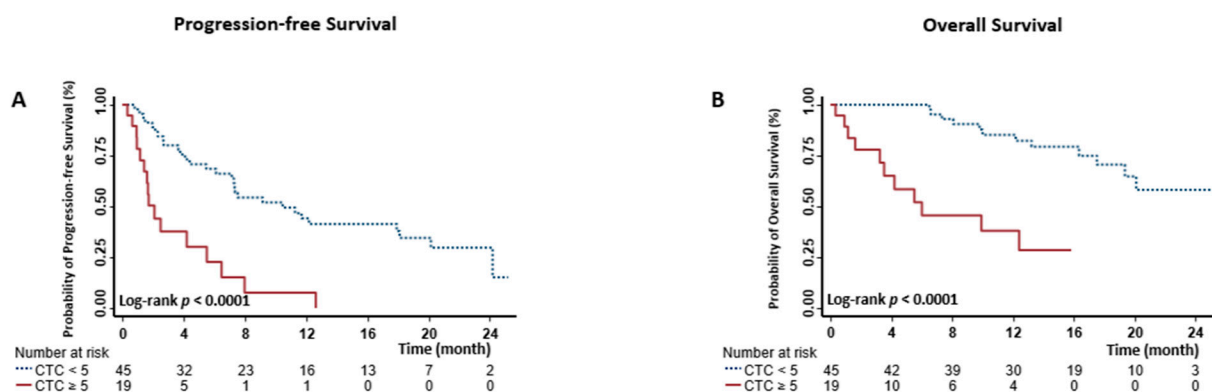 Progression-free Survival
Overall Survival
A
Probability of Progression-free Survival (%)
1.00
0.75
0.50
0.25
0.00
Log-rank p < 0.0001
0 4 8 12 16 20 24
Time (month)
Number at risk
CTC < 5 45 32 23 16 13 7 2
CTC ≥ 5 19 5 1 1 0 0 0
B
Probability of Overall Survival (%)
1.00
0.75
0.50
0.25
0.00
Log-rank p < 0.0001
0 4 8 12 16 20 24
Time (month)
Number at risk
CTC < 5 45 42 39 30 19 10 3
CTC ≥ 5 19 10 6 4 0 0 0